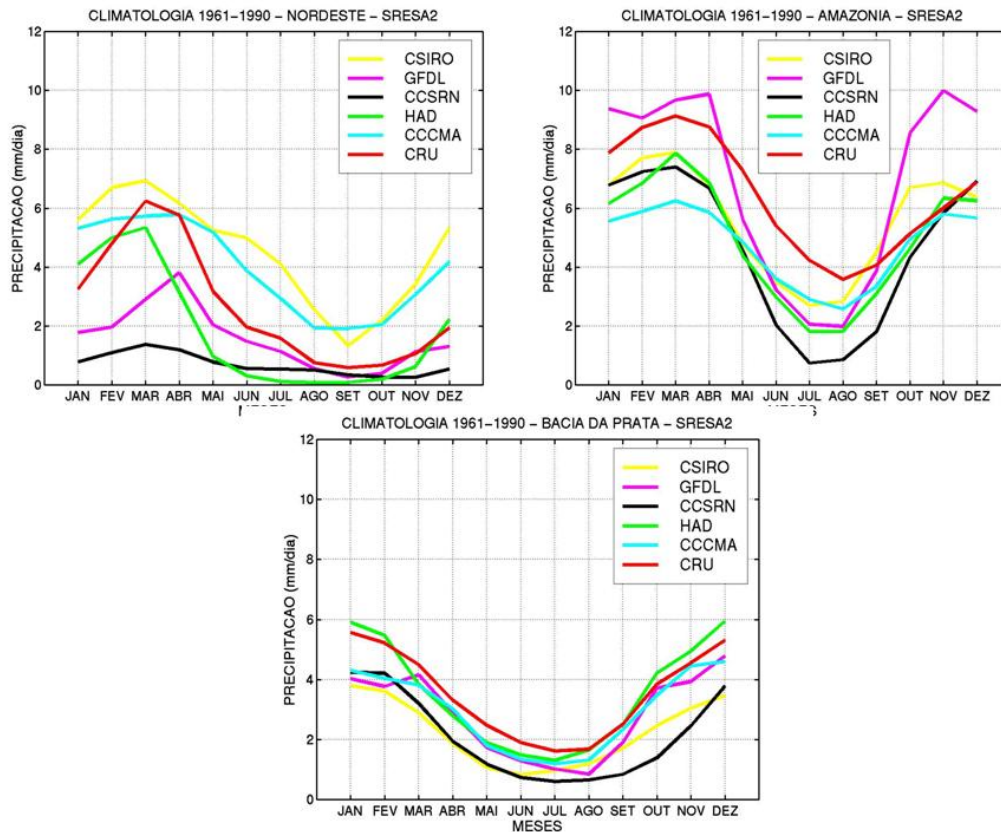 CLIMATOLOGIA 1961-1990 - NORDESTE - SRESA2
PRECIPITACAO (mm/dia)
12
10
8
6
4
2
0
CSIRO
GFDL
CCSRN
HAD
CCCMA
CRU
JAN FEV MAR ABR MAI JUN JUL AGO SET OUT NOV DEZ
MESES
CLIMATOLOGIA 1961-1990 - AMAZONIA - SRESA2
PRECIPITACAO (mm/dia)
12
10
8
6
4
2
0
CSIRO
GFDL
CCSRN
HAD
CCCMA
CRU
JAN FEV MAR ABR MAI JUN JUL AGO SET OUT NOV DEZ
MESES
CLIMATOLOGIA 1961-1990 - BACIA DA PRATA - SRESA2
PRECIPITACAO (mm/dia)
12
10
8
6
4
2
0
CSIRO
GFDL
CCSRN
HAD
CCCMA
CRU
JAN FEV MAR ABR MAI JUN JUL AGO SET OUT NOV DEZ
MESES